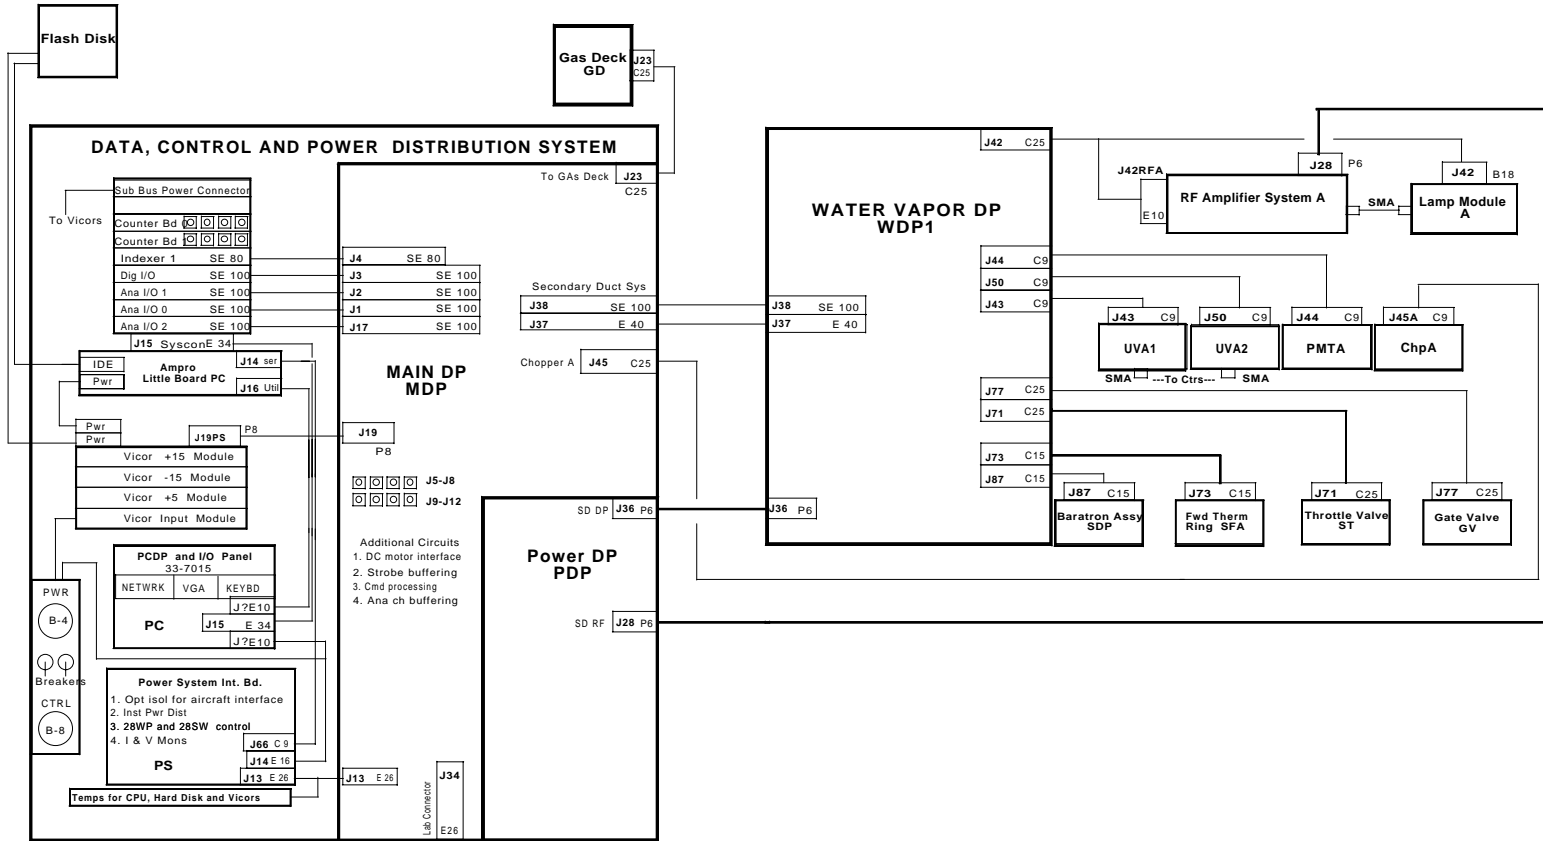 Flash Disk
Gas Deck
GD
J23
C25
DATA, CONTROL AND POWER DISTRIBUTION SYSTEM
Sub Bus Power Connector
To Vicors
Counter Bd 0
Counter Bd 1
Indexer 1 SE 80
Dig I/O SE 100
Ana I/O 1 SE 100
Ana I/O 0 SE 100
Ana I/O 2 SE 100
J15 Syscon E 34
IDE
Pwr
Ampro
Little Board PC
J14 ser
J16 Util
Pwr
Pwr
J19PS P8
Vicor +15 Module
Vicor -15 Module
Vicor +5 Module
Vicor Input Module
PCDP and I/O Panel
33-7015
NETWRK VGA KEYBD
J?E10
J15 E 34
J?E10
PC
PWR
B-4
Breakers
CTRL
B-8
Power System Int. Bd.
1. Opt isol for aircraft interface
2. Inst Pwr Dist
3. 28WP and 28SW control
4. I & V Mons
J66 C 9
J14 E 16
J13 E 26
PS
Temps for CPU, Hard Disk and Vicors
To GAs Deck J23
C25
J4 SE 80
J3 SE 100
J2 SE 100
J1 SE 100
J17 SE 100
Secondary Duct Sys
J38 SE 100
J37 E 40
Chopper A J45 C25
MAIN DP
MDP
J19
P8
J5-J8
J9-J12
Additional Circuits
1. DC motor interface
2. Strobe buffering
3. Cmd processing
4. Ana ch buffering
J13 E 26
Lab Connector
J34
E26
SD DP J36 P6
Power DP
PDP
SD RF J28 P6
WATER VAPOR DP
WDP1
J42 C25
J44 C9
J50 C9
J43 C9
J38 SE 100
J37 E 40
J77 C25
J71 C25
J73 C15
J87 C15
J36 P6
J42RFA
E10
J28 P6
RF Amplifier System A
SMA
J42 B18
Lamp Module
A
J43 C9
UVA1
J50 C9
UVA2
J44 C9
PMTA
J45A C9
ChpA
SMA ---To Ctrs--- SMA
J87 C15
Baratron Assy
SDP
J73 C15
Fwd Therm
Ring SFA
J71 C25
Throttle Valve
ST
J77 C25
Gate Valve
GV